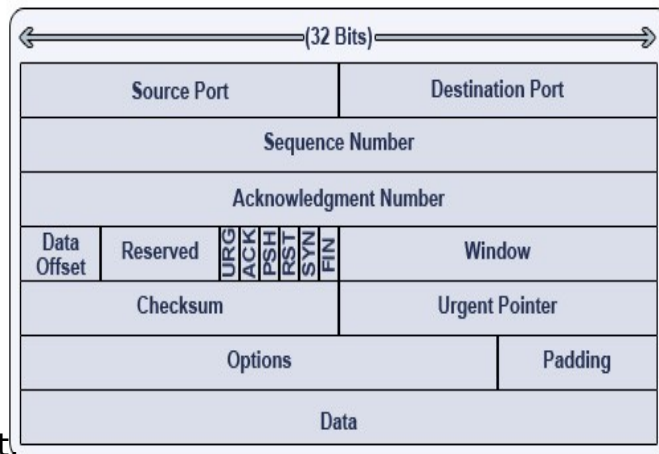 (32 Bits)
Source Port Destination Port
Sequence Number
Acknowledgment Number
Data Offset Reserved URG ACK PSH RST SYN FIN Window
Checksum Urgent Pointer
Options Padding
Data
t